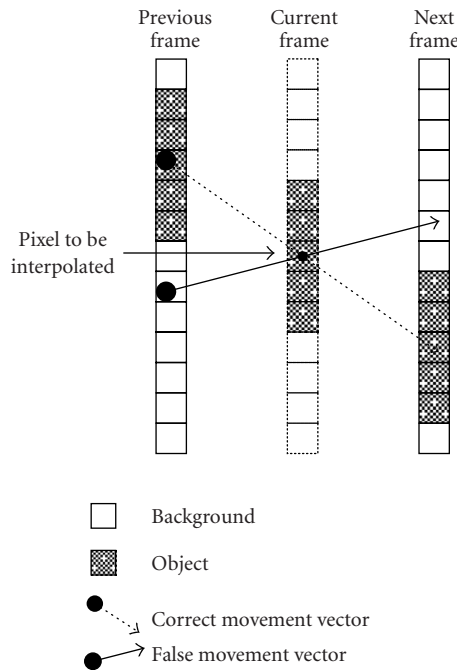 Previous
frame
Current
frame
Next
frame
Pixel to be
interpolated
Background
Object
Correct movement vector
False movement vector